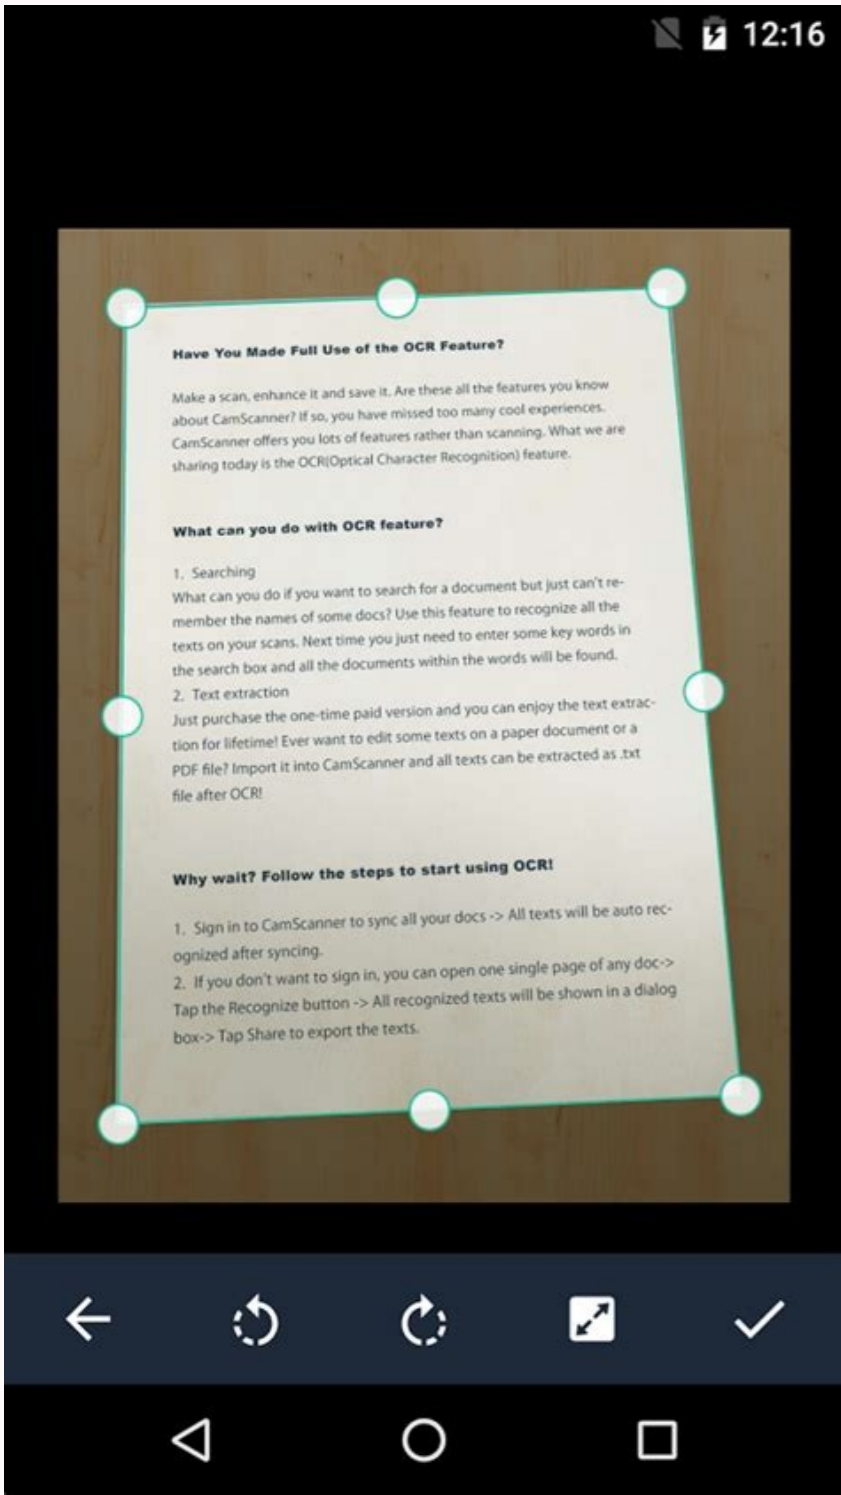 12:16
Have You Made Full Use of the OCR Feature?
Make a scan, enhance it and save it. Are these all the features you know
about CamScanner? If so, you have missed too many cool experiences.
CamScanner offers you lots of features rather than scanning. What we are
sharing today is the OCR(Optical Character Recognition) feature.
What can you do with OCR feature?
1. Searching
What can you do if you want to search for a document but just can't re-
member the names of some docs? Use this feature to recognize all the
texts on your scans. Next time you just need to enter some key words in
the search box and all the documents within the words will be found.
2. Text extraction
Just purchase the one-time paid version and you can enjoy the text extrac-
tion for lifetime! Ever want to edit some texts on a paper document or a
PDF file? Import it into CamScanner and all texts can be extracted as .txt
file after OCR!
Why wait? Follow the steps to start using OCR!
1. Sign in to CamScanner to sync all your docs -> All texts will be auto rec-
ognized after syncing.
2. If you don't want to sign in, you can open one single page of any doc->
Tap the Recognize button -> All recognized texts will be shown in a dialog
box-> Tap Share to export the texts.